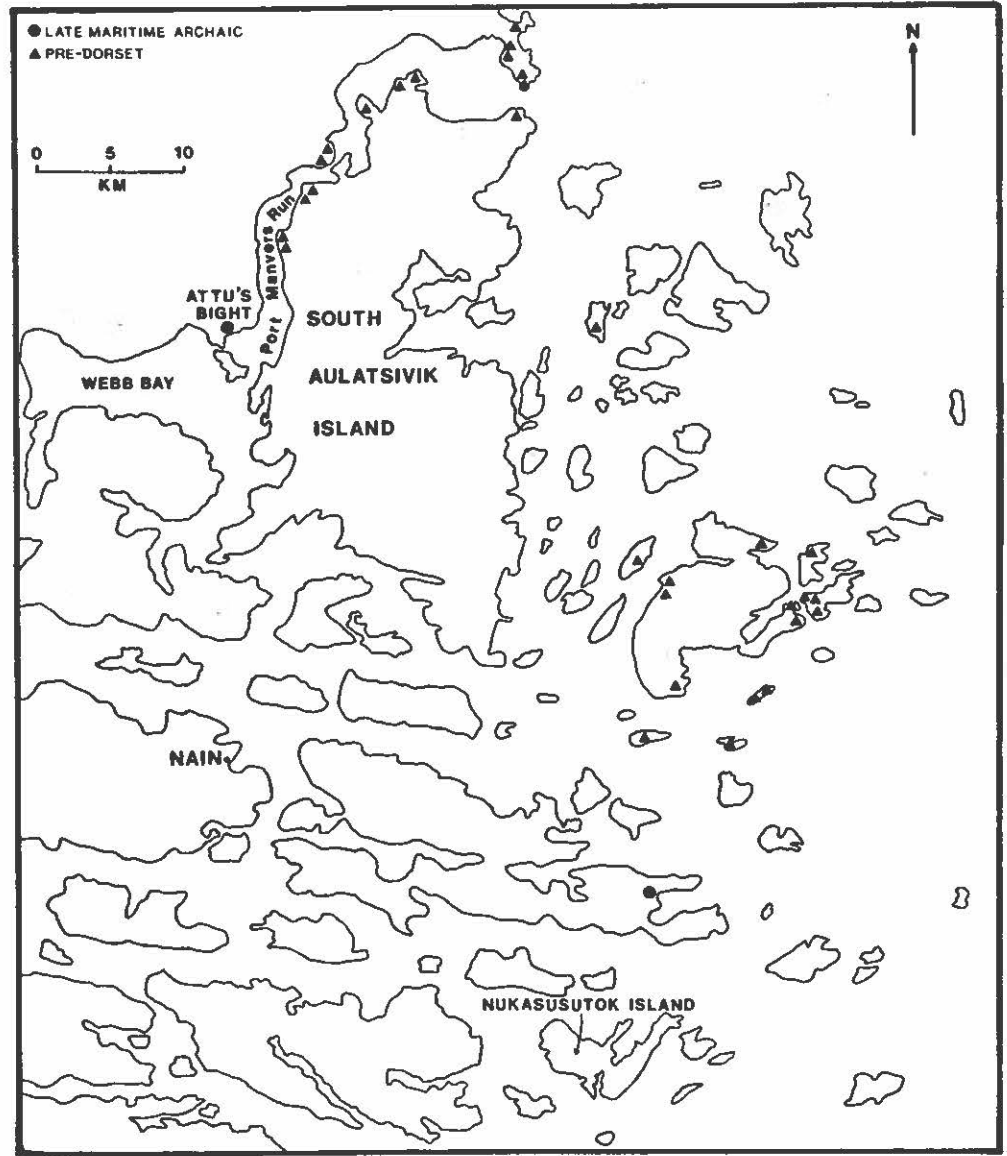 LATE MARITIME ARCHAIC
PRE-DORSET
N
0 5 10
KM
Port Manvers Run
ATTU'S
BIGHT
SOUTH
AULATSIVIK
ISLAND
WEBB BAY
NAIN
NUKASUSUTOK ISLAND